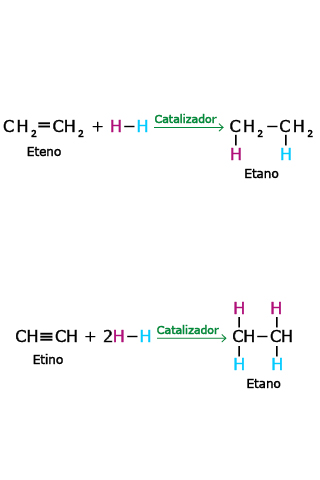 CH₂=CH₂ + H–H Catalizador CH₂–CH₂
H H
Eteno Etano
H H
CH≡CH + 2H–H Catalizador CH–CH
H H
Etino Etano